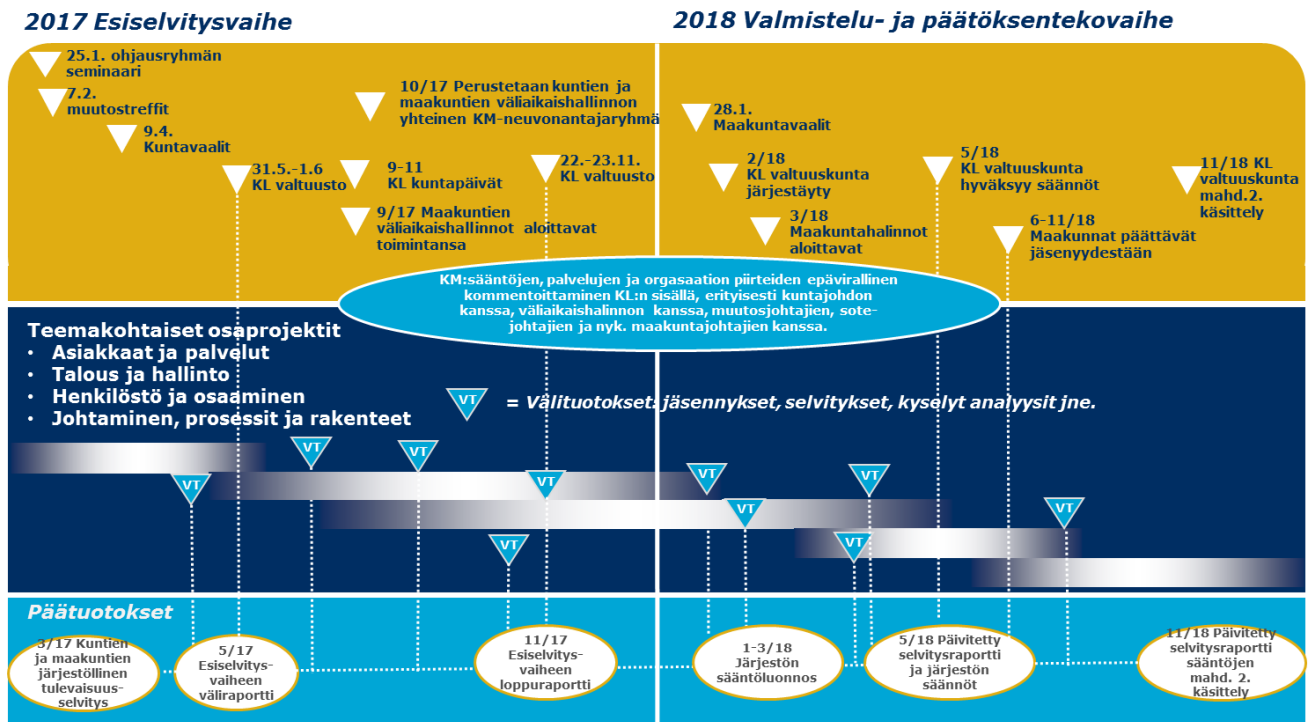 2017 Esiselvitysvaihe
2018 Valmistelu- ja päätöksentekovaihe
25.1. ohjausryhmän
seminaari
7.2.
muutostreffit
9.4.
Kuntavaalit
31.5.-1.6
KL valtuusto
10/17 Perustetaan kuntien ja
maakuntien väliaikaishallinnon
yhteinen KM-neuvonantajaryhmä
9-11
KL kuntapäivät
9/17 Maakuntien
väliaikaishallinnot aloittavat
toimintansa
22.-23.11.
KL valtuusto
28.1.
Maakuntavaalit
2/18
KL valtuuskunta
järjestäyty
3/18
Maakuntahalinnot
aloittavat
5/18
KL valtuuskunta
hyväksyy säännöt
6-11/18
Maakunnat päättävät
jäsenyydestään
11/18 KL
valtuuskunta
mahd.2.
käsittely
KM:sääntöjen, palvelujen ja orgasaation piirteiden epävirallinen
kommentoittaminen KL:n sisällä, erityisesti kuntajohdon
kanssa, väliaikaishallinnon kanssa, muutosjohtajien, sote-
johtajien ja nyk. maakuntajohtajien kanssa.
Teemakohtaiset osaprojektit
• Asiakkaat ja palvelut
• Talous ja hallinto
• Henkilöstö ja osaaminen
• Johtaminen, prosessit ja rakenteet
VT = Välituotokset: jäsennykset, selvitykset, kyselyt analyysit jne.
VT
VT
VT
VT
VT
VT
VT
VT
VT
VT
Päätuotokset
3/17 Kuntien
ja maakuntien
järjestöllinen
tulevaisuus-
selvitys
5/17
Esiselvitys-
vaiheen
väliraportti
11/17
Esiselvitys-
vaiheen
loppuraportti
1-3/18
Järjestön
sääntöluonnos
5/18 Päivitetty
selvitysraportti
ja järjestön
säännöt
11/18 Päivitetty
selvitysraportti
sääntöjen
mahd. 2.
käsittely